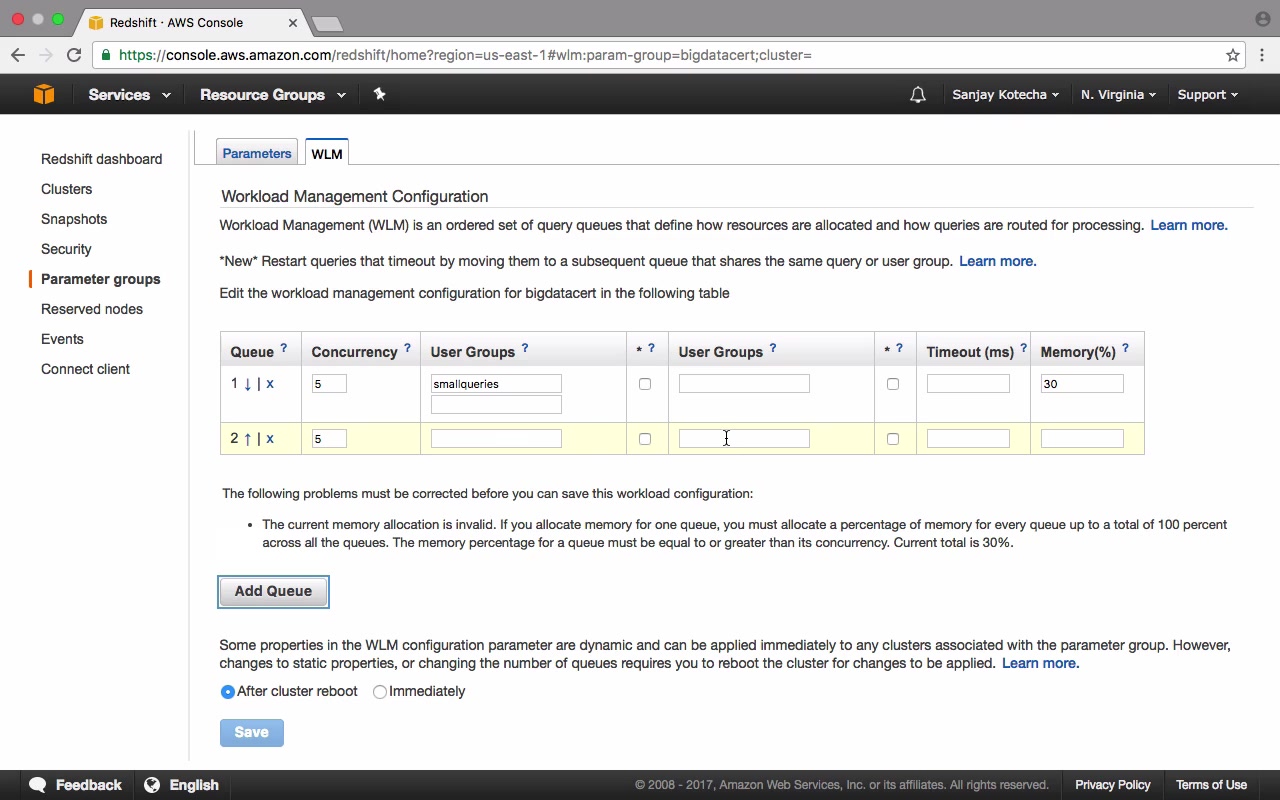 Redshift · AWS Console
https://console.aws.amazon.com/redshift/home?region=us-east-1#wlm:param-group=bigdatacert;cluster=
Services Resource Groups Sanjay Kotecha N. Virginia Support
Redshift dashboard
Clusters
Snapshots
Security
Parameter groups
Reserved nodes
Events
Connect client
Parameters WLM
Workload Management Configuration
Workload Management (WLM) is an ordered set of query queues that define how resources are allocated and how queries are routed for processing. Learn more.
*New* Restart queries that timeout by moving them to a subsequent queue that shares the same query or user group. Learn more.
Edit the workload management configuration for bigdatacert in the following table
Queue ? Concurrency ? User Groups ? * ? User Groups ? * ? Timeout (ms) ? Memory(%) ?
1 ↓ | x 5 smallqueries 30
2 ↑ | x 5
The following problems must be corrected before you can save this workload configuration:
• The current memory allocation is invalid. If you allocate memory for one queue, you must allocate a percentage of memory for every queue up to a total of 100 percent
across all the queues. The memory percentage for a queue must be equal to or greater than its concurrency. Current total is 30%.
Add Queue
Some properties in the WLM configuration parameter are dynamic and can be applied immediately to any clusters associated with the parameter group. However,
changes to static properties, or changing the number of queues requires you to reboot the cluster for changes to be applied. Learn more.
After cluster reboot Immediately
Save
Feedback English © 2008 - 2017, Amazon Web Services, Inc. or its affiliates. All rights reserved. Privacy Policy Terms of Use